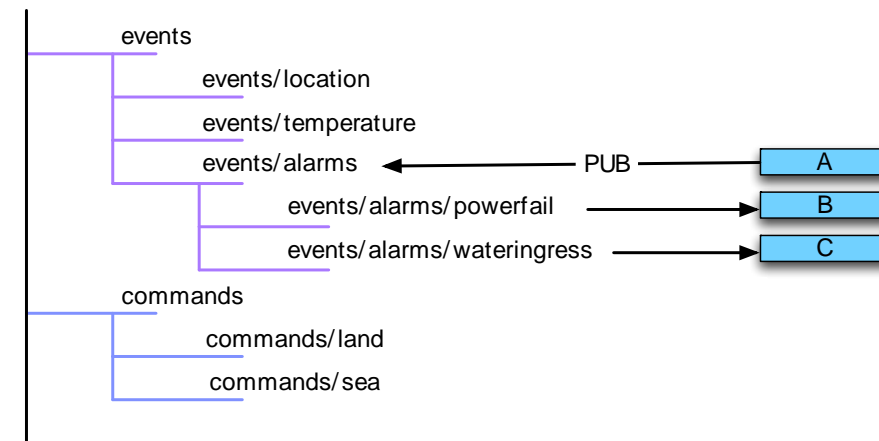 events
events/location
events/temperature
events/alarms
PUB
A
events/alarms/powerfail
B
events/alarms/wateringress
C
commands
commands/land
commands/sea